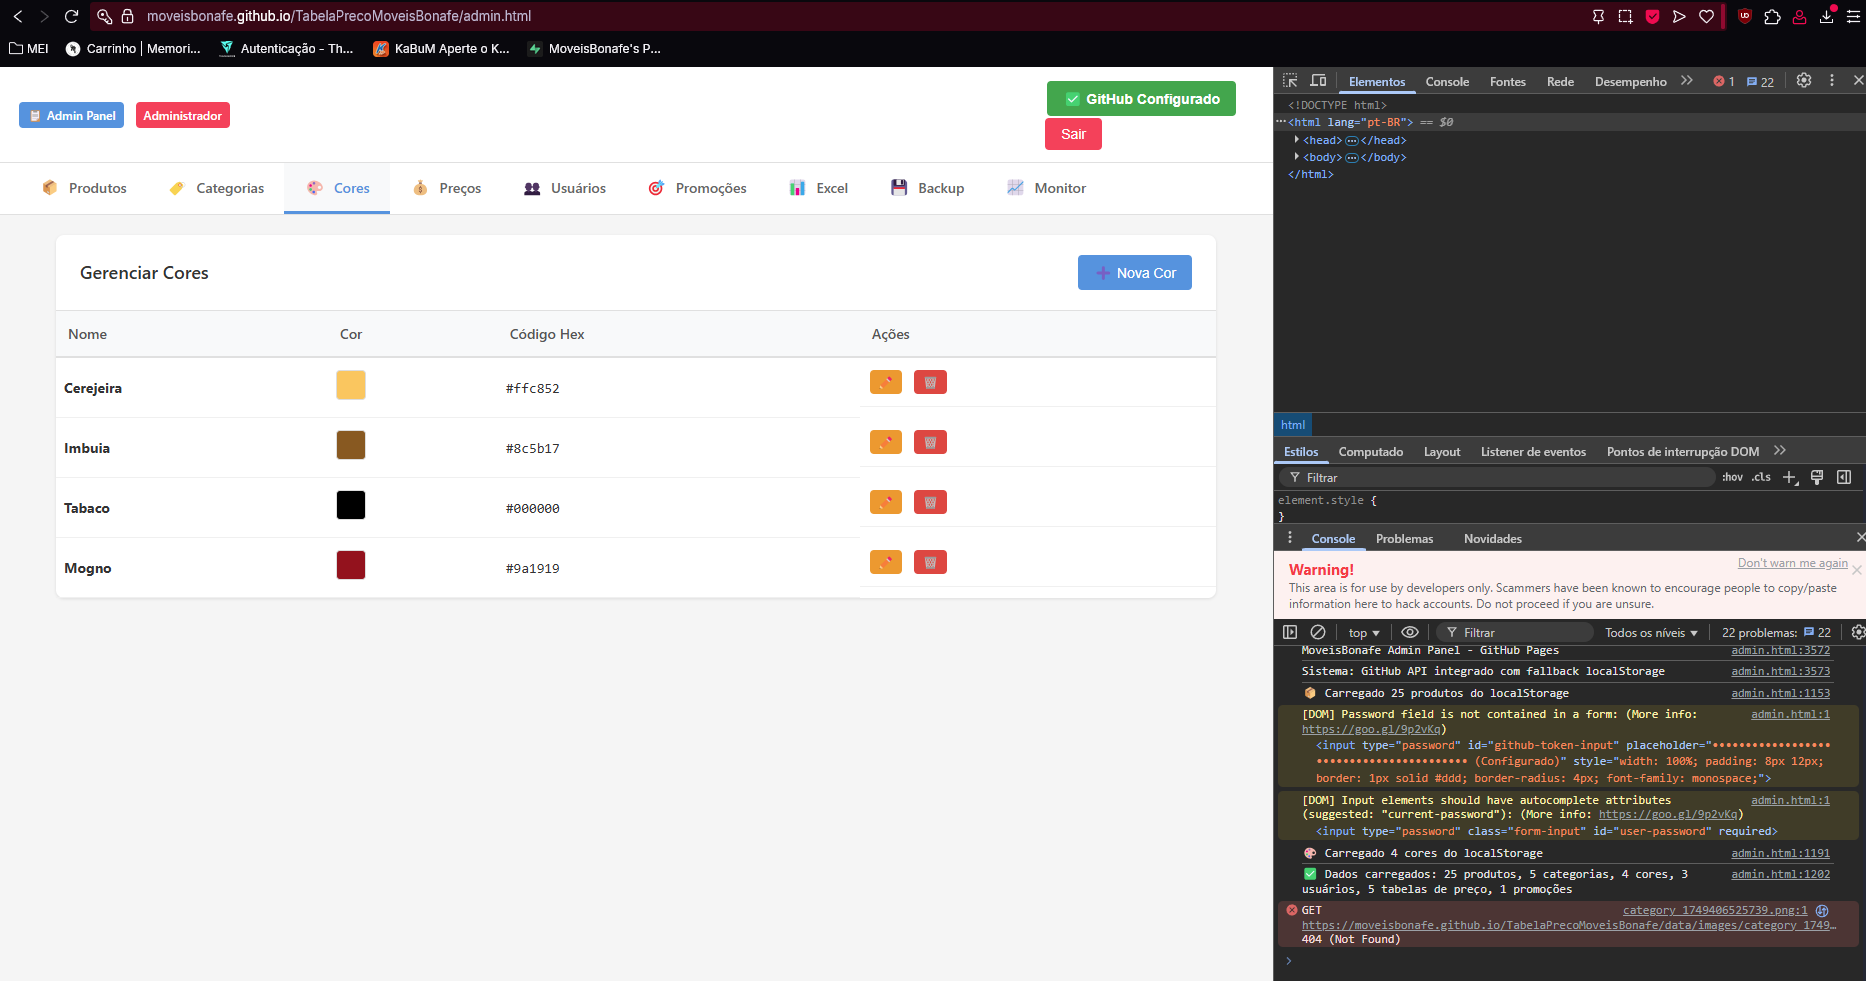 moveisbonafe.github.io/TabelaPrecoMoveisBonafe/admin.html
MEI
Carrinho | Memori...
Autenticação - Th...
KaBuM Aperte o K...
MoveisBonafe's P...
Admin Panel
Administrador
GitHub Configurado
Sair
Produtos
Categorias
Cores
Preços
Usuários
Promoções
Excel
Backup
Monitor
Gerenciar Cores
Nova Cor
Nome Cor Código Hex Ações
Cerejeira #ffc852
Imbuia #8c5b17
Tabaco #000000
Mogno #9a1919
Elementos Console Fontes Rede Desempenho 1 22
<!DOCTYPE html>
<html lang="pt-BR"> == $0
<head>
</head>
<body>
</body>
</html>
html
Estilos Computado Layout Listener de eventos Pontos de interrupção DOM
Filtrar :hov .cls
element.style {
}
Console Problemas Novidades
Warning! Don't warn me again
This area is for use by developers only. Scammers have been known to encourage people to copy/paste
information here to hack accounts. Do not proceed if you are unsure.
top Filtrar Todos os níveis 22 problemas: 22
MoveisBonafe Admin Panel - GitHub Pages admin.html:3572
Sistema: GitHub API integrado com fallback localStorage admin.html:3573
Carregado 25 produtos do localStorage admin.html:1153
[DOM] Password field is not contained in a form: (More info: admin.html:1
https://goo.gl/9p2vKq)
<input type="password" id="github-token-input" placeholder="••••••••••••••••••
••••••••••••••••••••••• (Configurado)" style="width: 100%; padding: 8px 12px;
border: 1px solid #ddd; border-radius: 4px; font-family: monospace;">
[DOM] Input elements should have autocomplete attributes admin.html:1
(suggested: "current-password"): (More info: https://goo.gl/9p2vKq)
<input type="password" class="form-input" id="user-password" required>
Carregado 4 cores do localStorage admin.html:1191
Dados carregados: 25 produtos, 5 categorias, 4 cores, 3 admin.html:1202
usuários, 5 tabelas de preço, 1 promoções
GET category_1749406525739.png:1
https://moveisbonafe.github.io/TabelaPrecoMoveisBonafe/data/images/category_1749…
404 (Not Found)